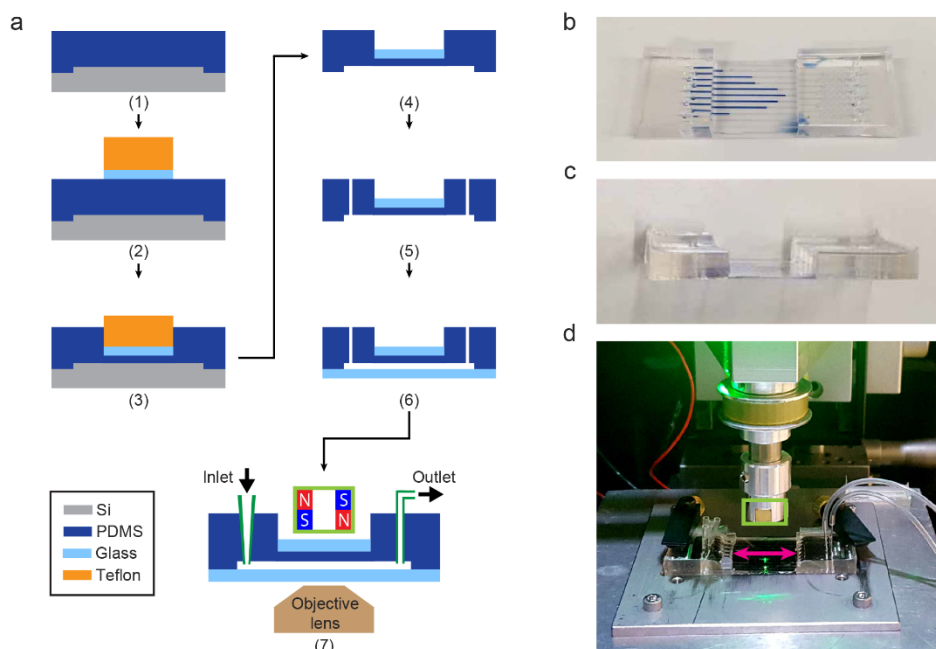 a
(1)
(2)
(3)
(4)
(5)
(6)
Inlet
Outlet
N S
S N
Si
PDMS
Glass
Teflon
Objective
lens
(7)
b
c
d